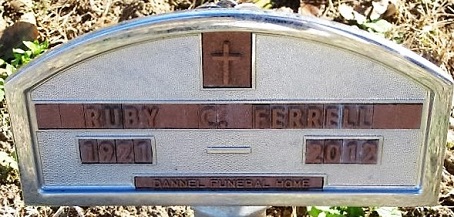 RUBY C. FERRELL
1921 — 2012
DANNEL FUNERAL HOME